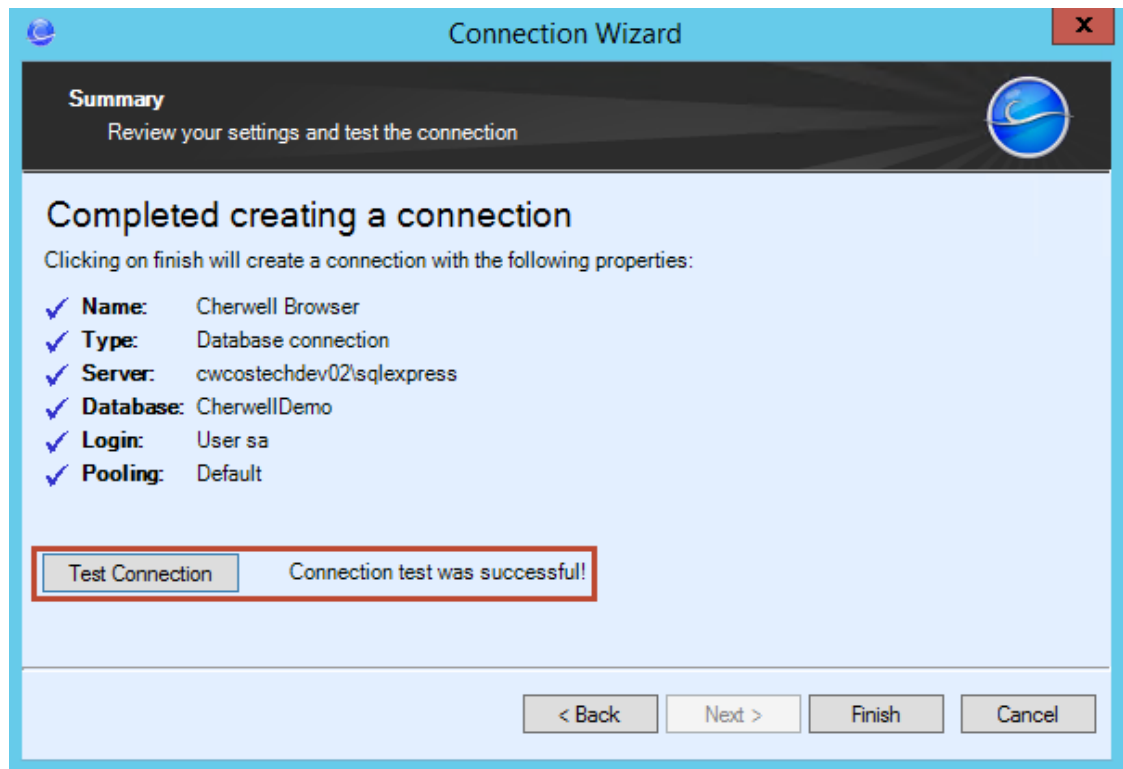 Connection Wizard
x
Summary
Review your settings and test the connection
Completed creating a connection
Clicking on finish will create a connection with the following properties:
Name: Cherwell Browser
Type: Database connection
Server: cwcostechdev02\sqlexpress
Database: CherwellDemo
Login: User sa
Pooling: Default
Test Connection Connection test was successful!
< Back Next > Finish Cancel